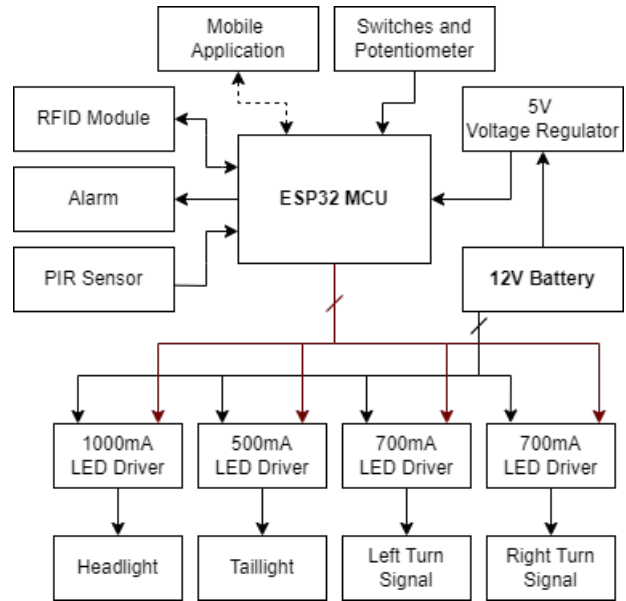 Mobile
Application
Switches and
Potentiometer
RFID Module
5V
Voltage Regulator
Alarm
ESP32 MCU
PIR Sensor
12V Battery
1000mA
LED Driver
500mA
LED Driver
700mA
LED Driver
700mA
LED Driver
Headlight
Taillight
Left Turn
Signal
Right Turn
Signal